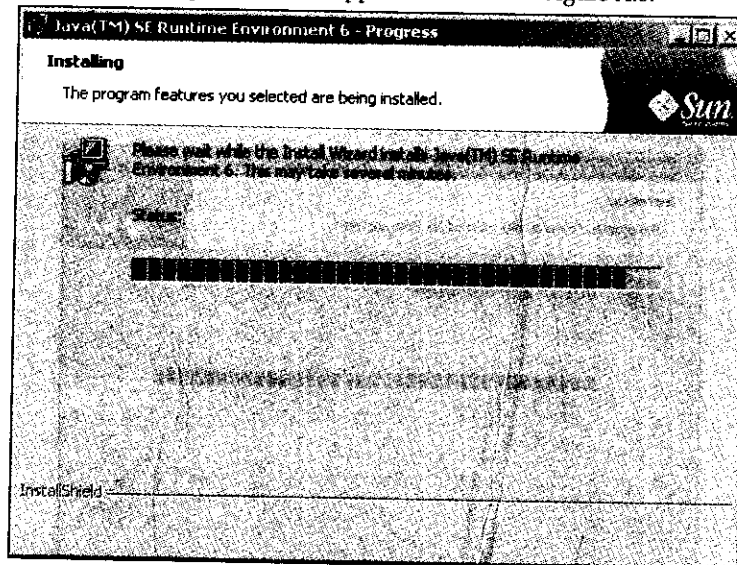 Java(TM) SE Runtime Environment 6 - Progress
Installing
The program features you selected are being installed.
Sun
Please wait while the Install Wizard installs Java(TM) SE Runtime
Environment 6. This may take several minutes.
Status:
InstallShield